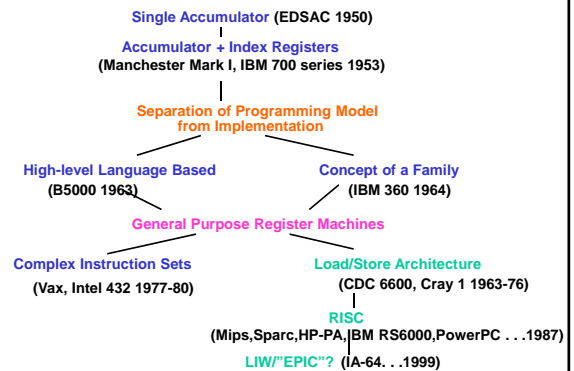 Single Accumulator (EDSAC 1950)
Accumulator + Index Registers
(Manchester Mark I, IBM 700 series 1953)
Separation of Programming Model
from Implementation
High-level Language Based
(B5000 1963)
Concept of a Family
(IBM 360 1964)
General Purpose Register Machines
Complex Instruction Sets
(Vax, Intel 432 1977-80)
Load/Store Architecture
(CDC 6600, Cray 1 1963-76)
RISC
(Mips,Sparc,HP-PA,IBM RS6000,PowerPC . . .1987)
LIW/"EPIC"? (IA-64. . .1999)